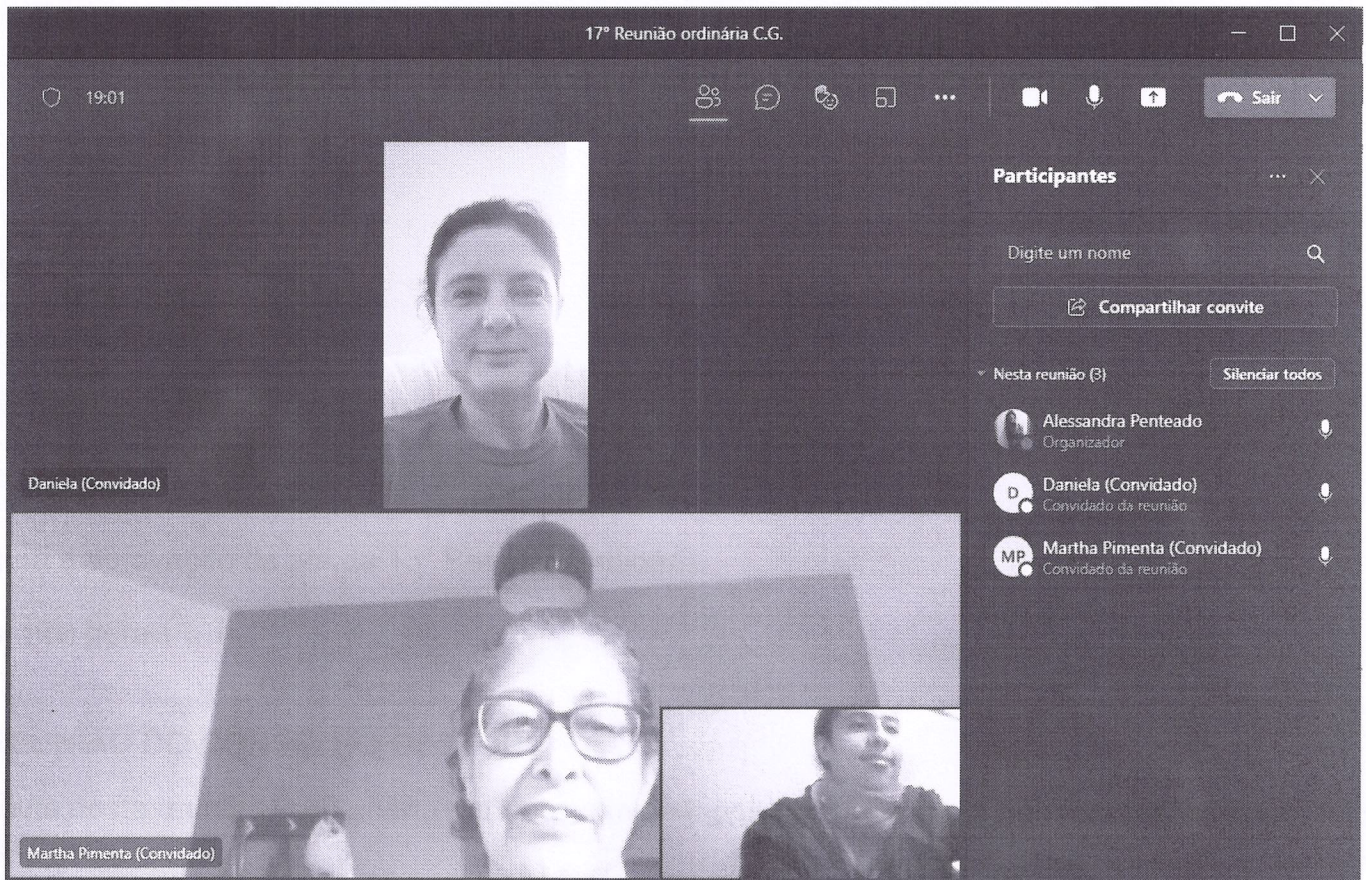 17° Reunião ordinária C.G.
19:01
Sair
Participantes
Digite um nome
Compartilhar convite
Nesta reunião (3)
Silenciar todos
Alessandra Penteado
Organizador
D
Daniela (Convidado)
Convidado da reunião
MP
Martha Pimenta (Convidado)
Convidado da reunião
Daniela (Convidado)
Martha Pimenta (Convidado)